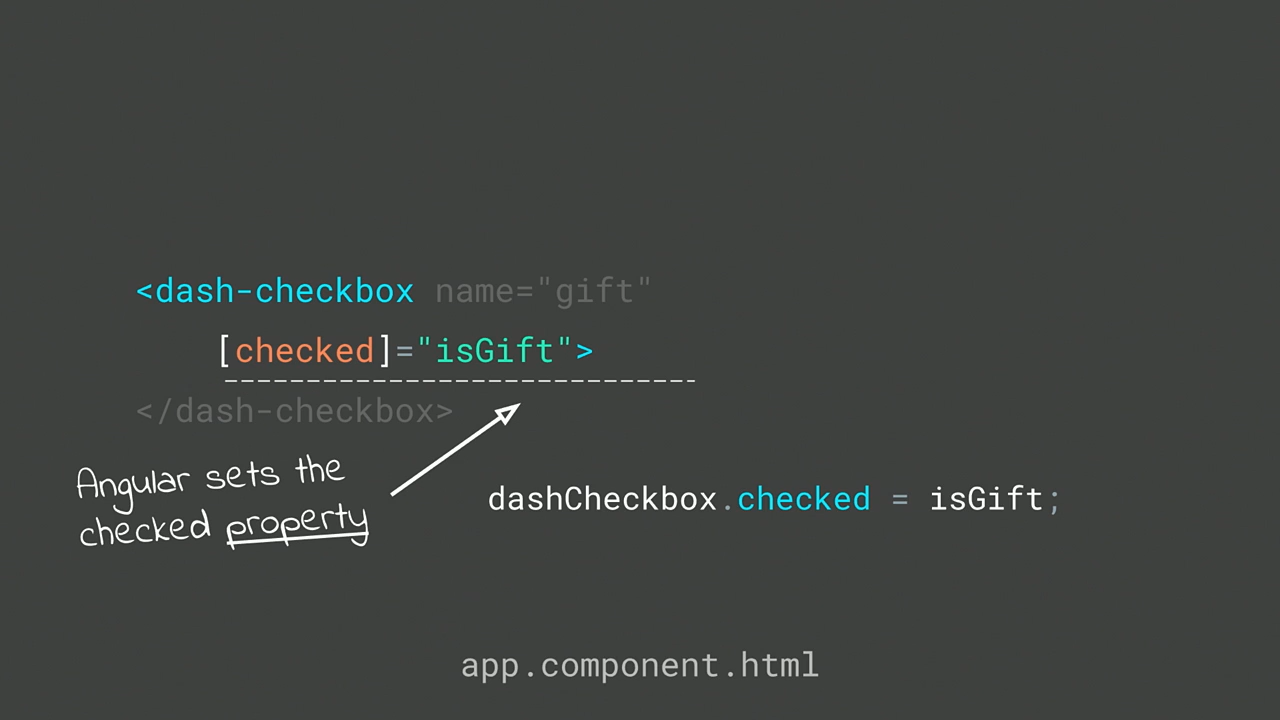 <dash-checkbox name="gift"
[checked]="isGift">
</dash-checkbox>
Angular sets the
checked property
dashCheckbox.checked = isGift;
app.component.html